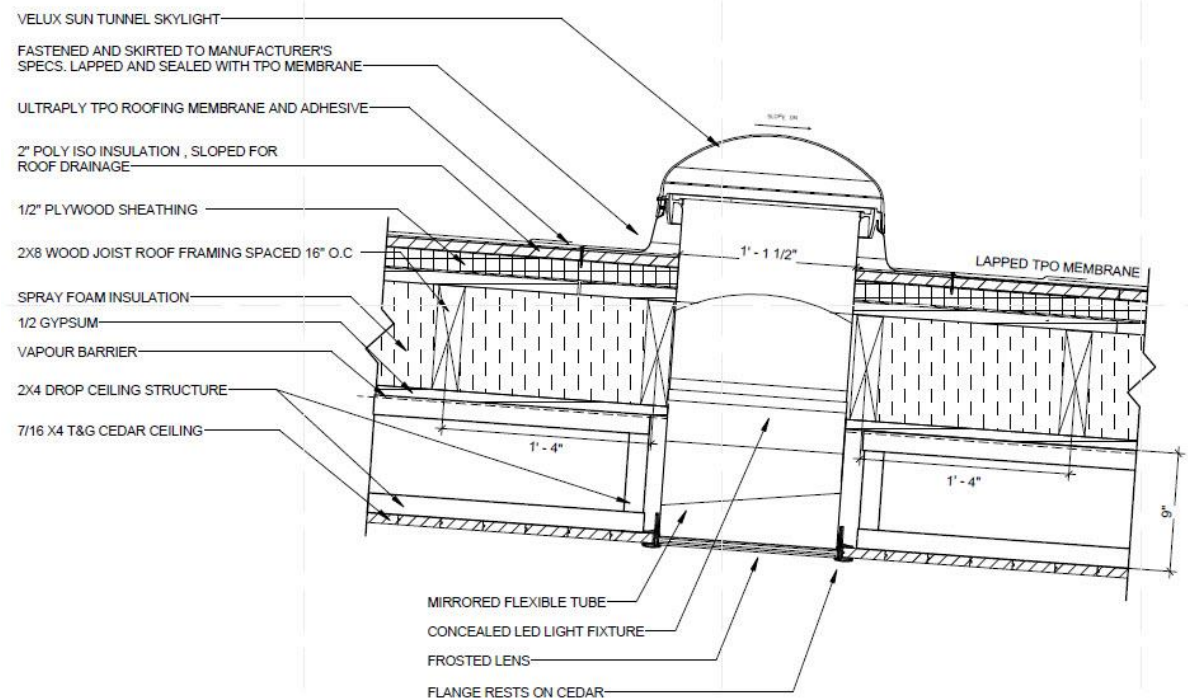 VELUX SUN TUNNEL SKYLIGHT
FASTENED AND SKIRTED TO MANUFACTURER'S
SPECS. LAPPED AND SEALED WITH TPO MEMBRANE
ULTRAPLY TPO ROOFING MEMBRANE AND ADHESIVE
2" POLY ISO INSULATION , SLOPED FOR
ROOF DRAINAGE
1/2" PLYWOOD SHEATHING
2X8 WOOD JOIST ROOF FRAMING SPACED 16" O.C
SPRAY FOAM INSULATION
1/2 GYPSUM
VAPOUR BARRIER
2X4 DROP CEILING STRUCTURE
7/16 X4 T&G CEDAR CEILING
SLOPE
1' - 1 1/2"
LAPPED TPO MEMBRANE
1' - 4"
1' - 4"
9"
MIRRORED FLEXIBLE TUBE
CONCEALED LED LIGHT FIXTURE
FROSTED LENS
FLANGE RESTS ON CEDAR